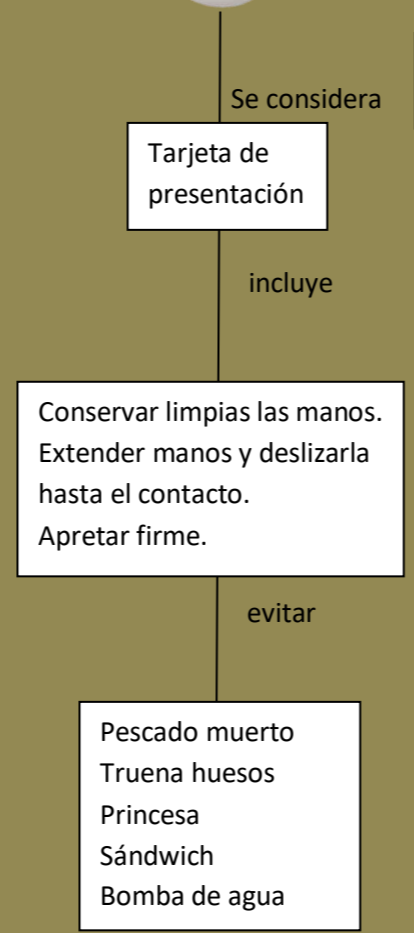 Se considera
Tarjeta de
presentación
incluye
Conservar limpias las manos.
Extender manos y deslizarla
hasta el contacto.
Apretar firme.
evitar
Pescado muerto
Truena huesos
Princesa
Sándwich
Bomba de agua